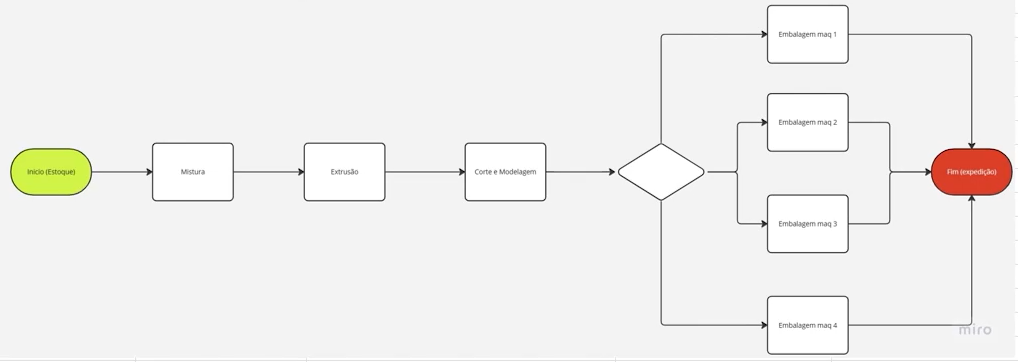 Embalagem maq 1
Embalagem maq 2
Inicio (Estoque)
Mistura
Extrusão
Corte e Modelagem
Fim (expedição)
Embalagem maq 3
Embalagem maq 4
miro